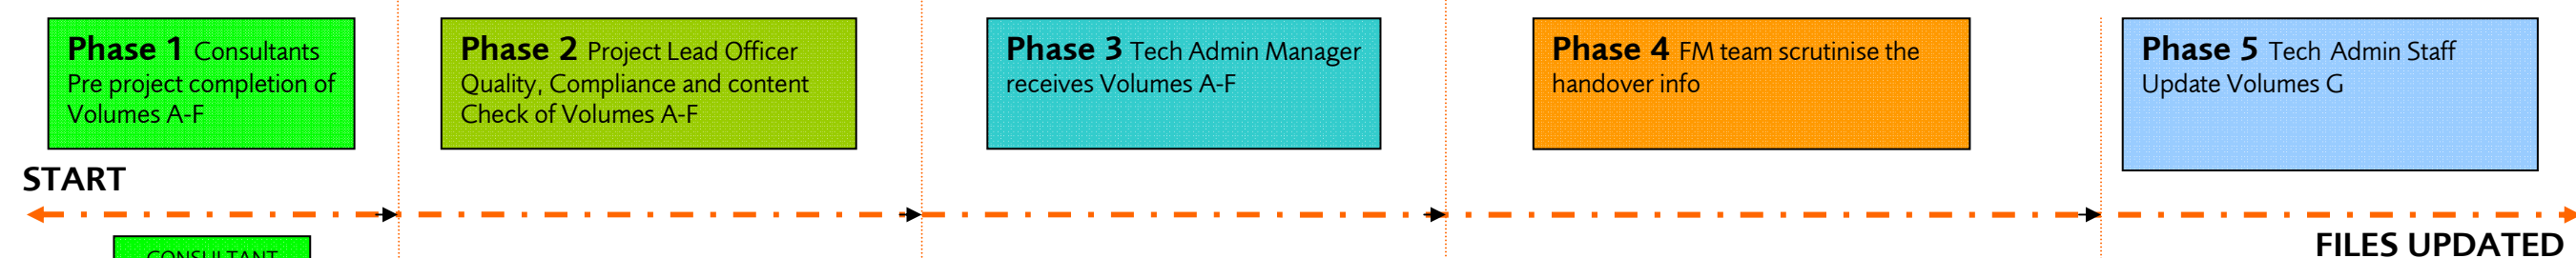 Phase 1 Consultants
Pre project completion of
Volumes A-F
Phase 2 Project Lead Officer
Quality, Compliance and content
Check of Volumes A-F
Phase 3 Tech Admin Manager
receives Volumes A-F
Phase 4 FM team scrutinise the
handover info
Phase 5 Tech Admin Staff
Update Volumes G
START
FILES UPDATED
CONSULTANT